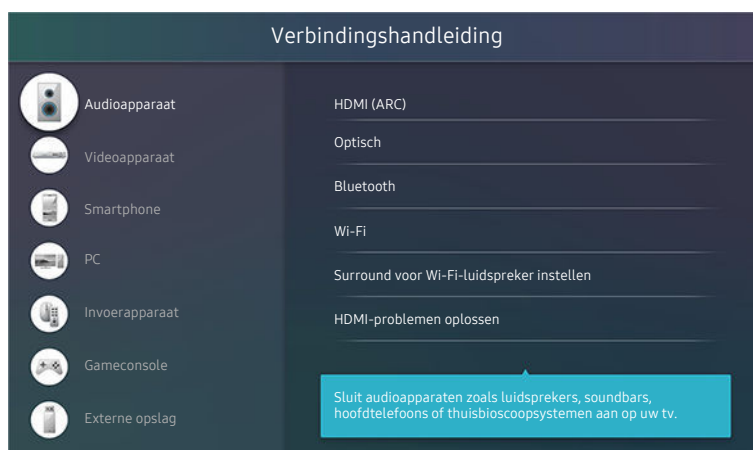 Verbindingshandleiding
Audioapparaat
Videoapparaat
Smartphone
PC
Invoerapparaat
Gameconsole
Externe opslag
HDMI (ARC)
Optisch
Bluetooth
Wi-Fi
Surround voor Wi-Fi-luidspreker instellen
HDMI-problemen oplossen
Sluit audioapparaten zoals luidsprekers, soundbars,
hoofdtelefoons of thuisbioscoopsystemen aan op uw tv.